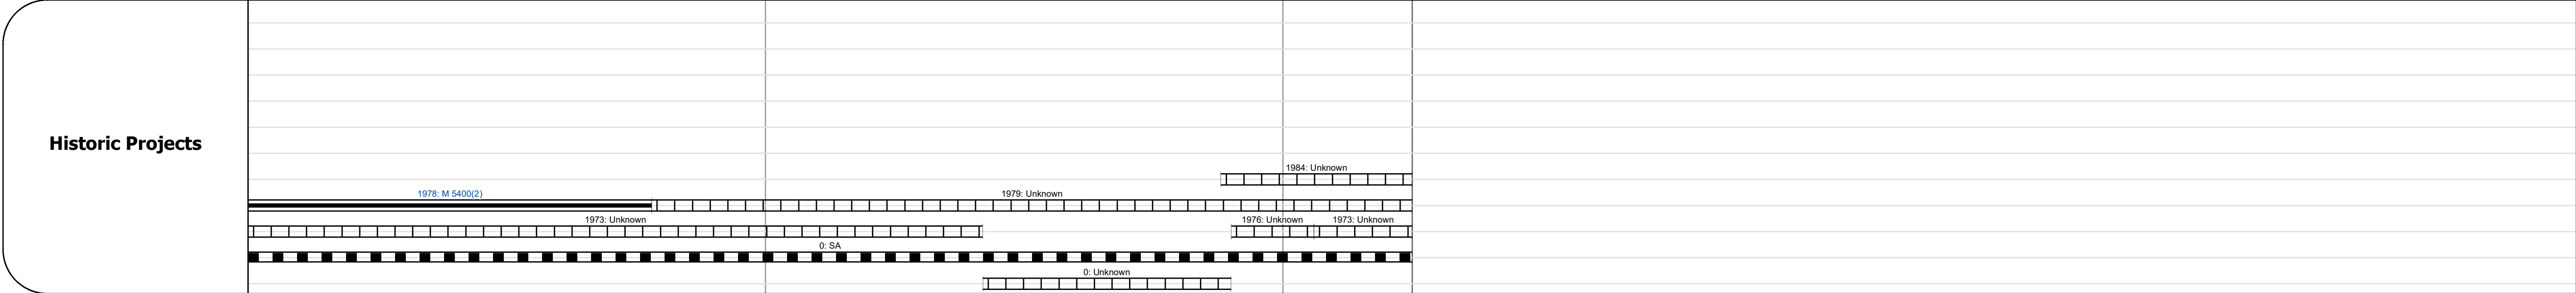 Historic Projects
1984: Unknown
1978: M 5400(2)
1979: Unknown
1973: Unknown
1976: Unknown
1973: Unknown
0: SA
0: Unknown